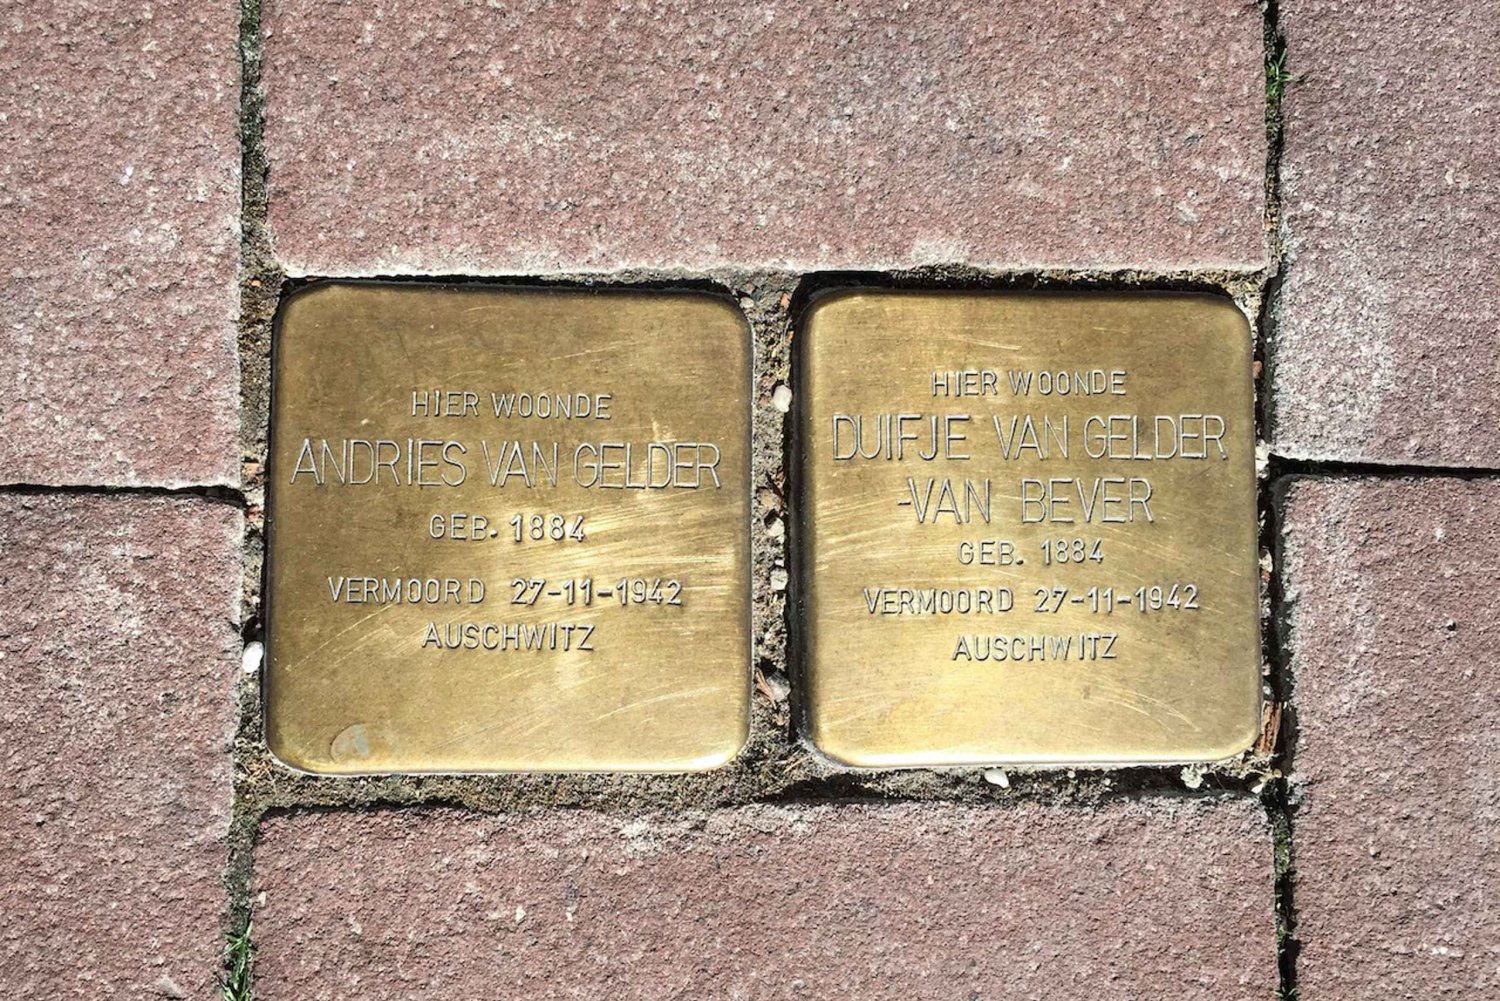 HIER WOONDE
ANDRIES VAN GELDER
GEB. 1884
VERMOORD 27-11-1942
AUSCHWITZ
HIER WOONDE
DUIFJE VAN GELDER
-VAN BEVER
GEB. 1884
VERMOORD 27-11-1942
AUSCHWITZ